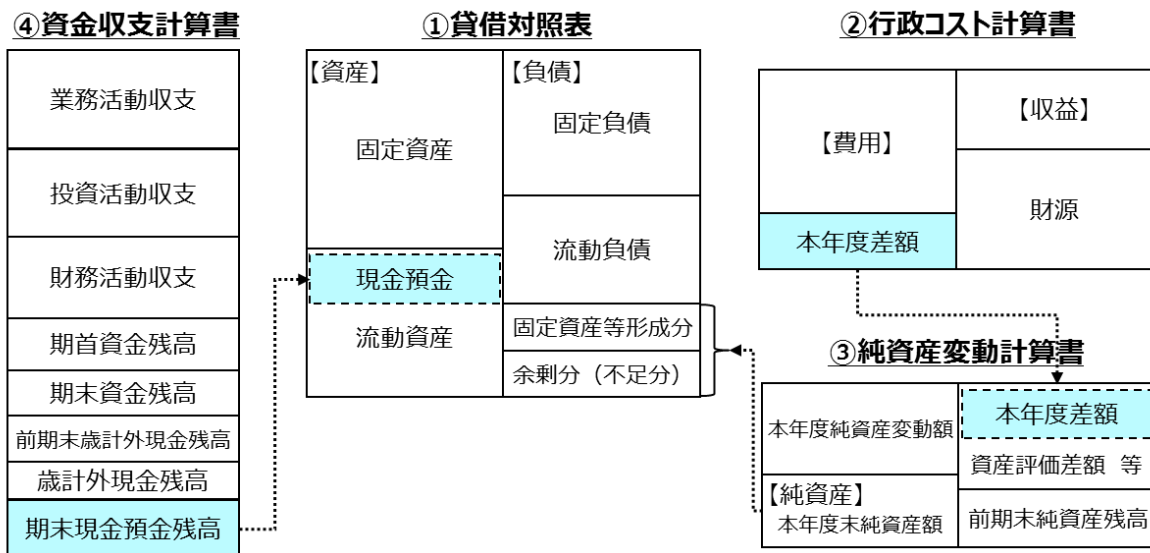 ④資金収支計算書
業務活動収支
投資活動収支
財務活動収支
期首資金残高
期末資金残高
前期末歳計外現金残高
歳計外現金残高
期末現金預金残高
①貸借対照表
【資産】
固定資産
現金預金
流動資産
【負債】
固定負債
流動負債
固定資産等形成分
余剰分（不足分）
②行政コスト計算書
【費用】
本年度差額
【収益】
財源
③純資産変動計算書
本年度純資産変動額
【純資産】
本年度末純資産額
本年度差額
資産評価差額 等
前期末純資産残高